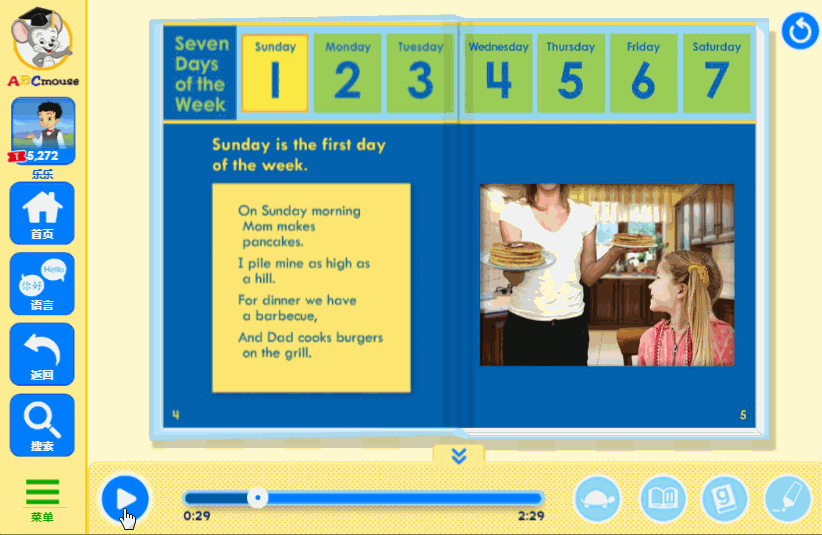 ABCmouse
5,272
乐乐
首页
你好 Hello
语言
返回
搜索
菜单
Seven
Days
of the
Week
Sunday Monday Tuesday Wednesday Thursday Friday Saturday
1 2 3 4 5 6 7
Sunday is the first day
of the week.
On Sunday morning
Mom makes
pancakes.
I pile mine as high as
a hill.
For dinner we have
a barbecue,
And Dad cooks burgers
on the grill.
4
5
0:29
2:29
g